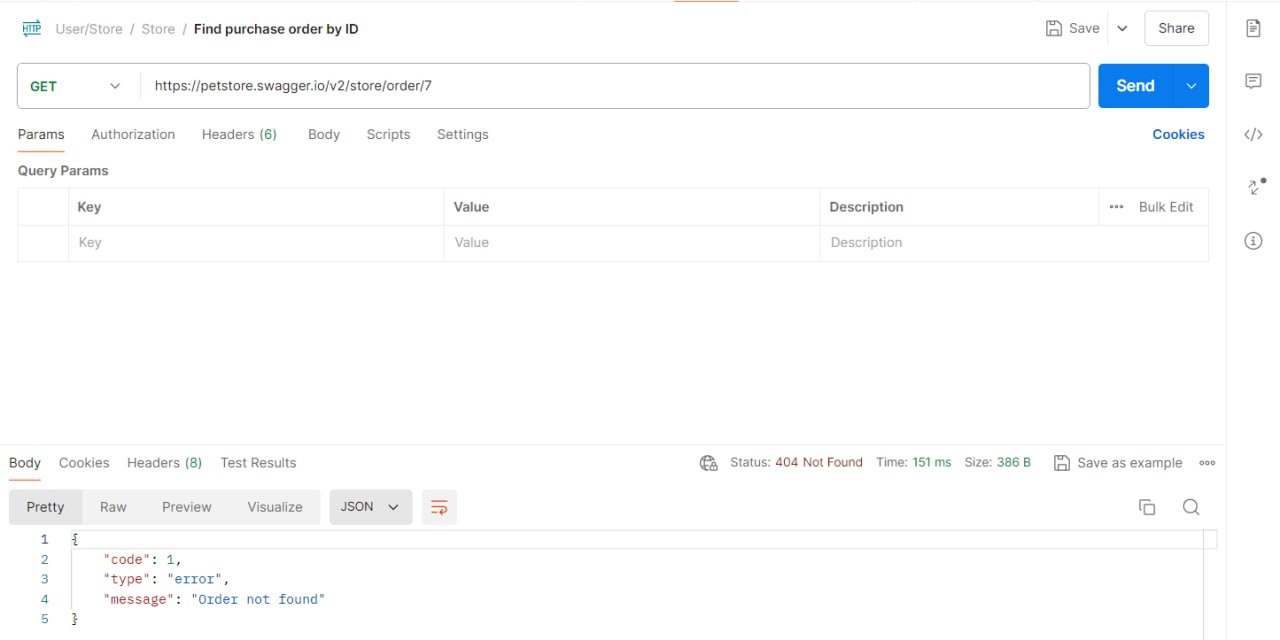 HTTP User/Store / Store / Find purchase order by ID Save Share
GET https://petstore.swagger.io/v2/store/order/7 Send
Params Authorization Headers (6) Body Scripts Settings Cookies
Query Params
Key Value Description Bulk Edit
Key Value Description
Body Cookies Headers (8) Test Results Status: 404 Not Found Time: 151 ms Size: 386 B Save as example
Pretty Raw Preview Visualize JSON
1 {
2 "code": 1,
3 "type": "error",
4 "message": "Order not found"
5 }